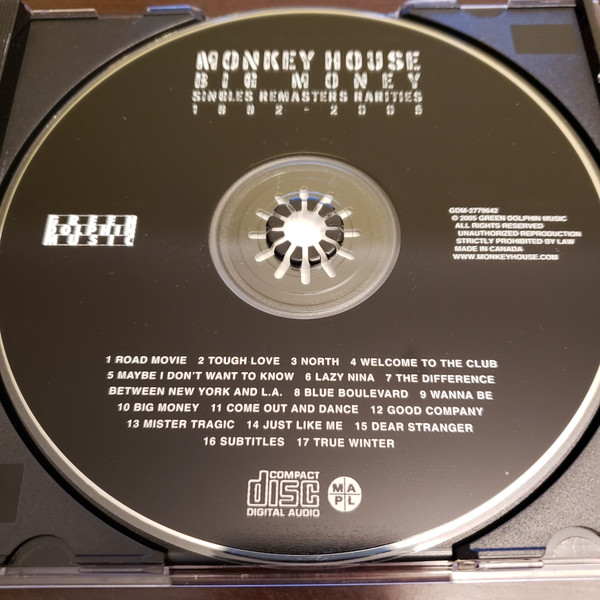 MONKEY HOUSE
BIG MONEY
SINGLES REMASTERS RARITIES
1992-2005
GREEN
DOLPHIN
MUSIC
GDM-2779642
© 2005 GREEN DOLPHIN MUSIC
ALL RIGHTS RESERVED
UNAUTHORIZED REPRODUCTION
STRICTLY PROHIBITED BY LAW
MADE IN CANADA
WWW.MONKEYHOUSE.COM
1 ROAD MOVIE 2 TOUGH LOVE 3 NORTH 4 WELCOME TO THE CLUB
5 MAYBE I DON'T WANT TO KNOW 6 LAZY NINA 7 THE DIFFERENCE
BETWEEN NEW YORK AND L.A. 8 BLUE BOULEVARD 9 WANNA BE
10 BIG MONEY 11 COME OUT AND DANCE 12 GOOD COMPANY
13 MISTER TRAGIC 14 JUST LIKE ME 15 DEAR STRANGER
16 SUBTITLES 17 TRUE WINTER
COMPACT
disc
DIGITAL AUDIO
M A
P L